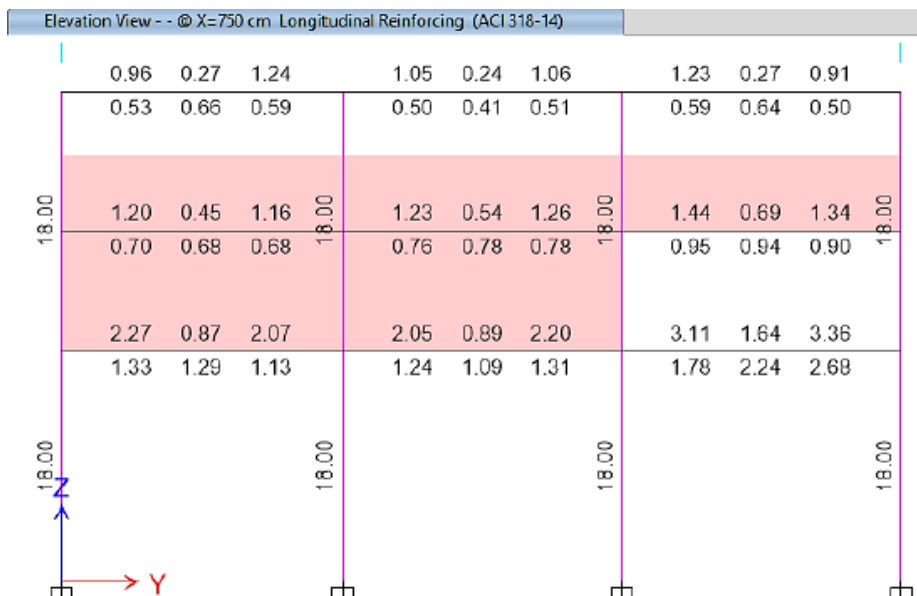 Elevation View - - @ X=750 cm Longitudinal Reinforcing (ACI 318-14)
0.96 0.27 1.24 1.05 0.24 1.06 1.23 0.27 0.91
0.53 0.66 0.59 0.50 0.41 0.51 0.59 0.64 0.50
18.00 18.00 18.00 18.00
1.20 0.45 1.16 1.23 0.54 1.26 1.44 0.69 1.34
0.70 0.68 0.68 0.76 0.78 0.78 0.95 0.94 0.90
2.27 0.87 2.07 2.05 0.89 2.20 3.11 1.64 3.36
1.33 1.29 1.13 1.24 1.09 1.31 1.78 2.24 2.68
18.00 18.00 18.00 18.00
Z
Y